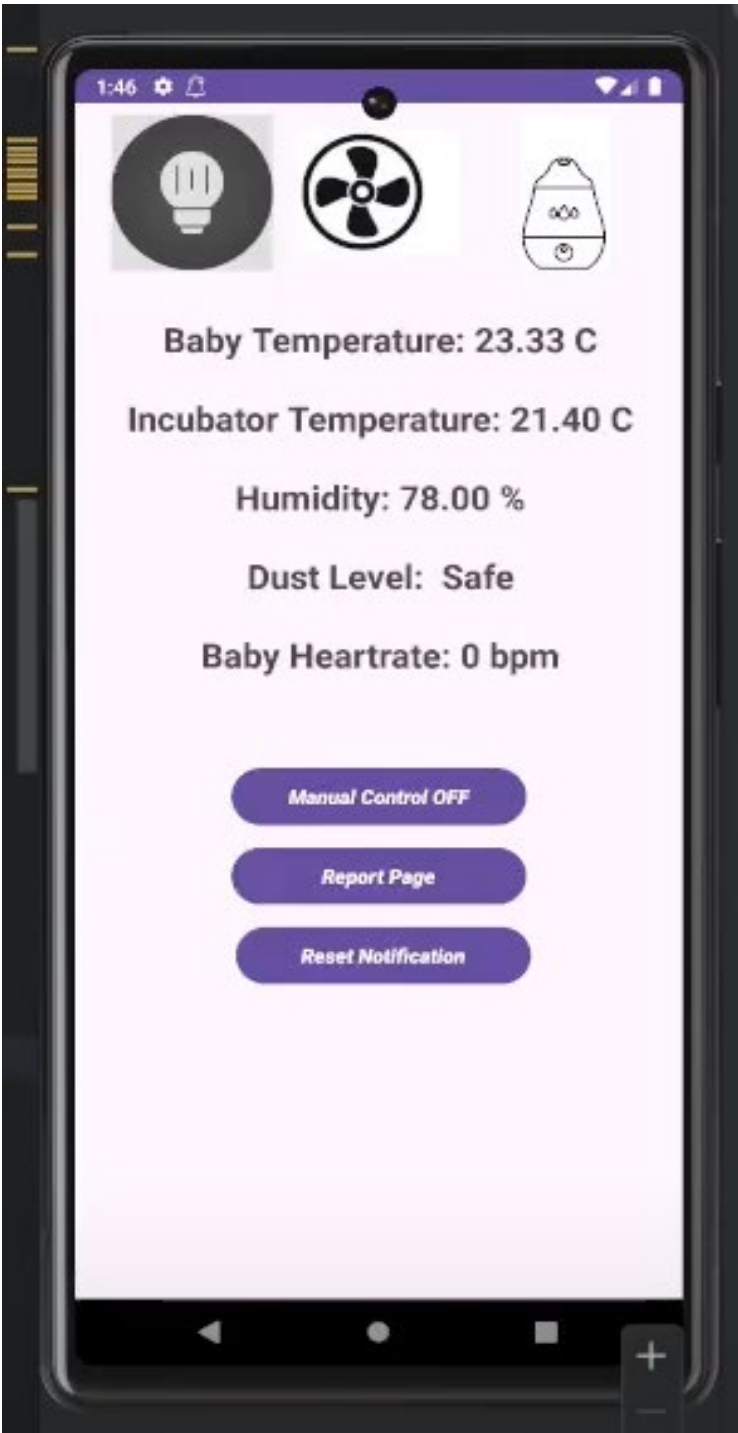 1:46
Baby Temperature: 23.33 C
Incubator Temperature: 21.40 C
Humidity: 78.00 %
Dust Level:  Safe
Baby Heartrate: 0 bpm
Manual Control OFF
Report Page
Reset Notification